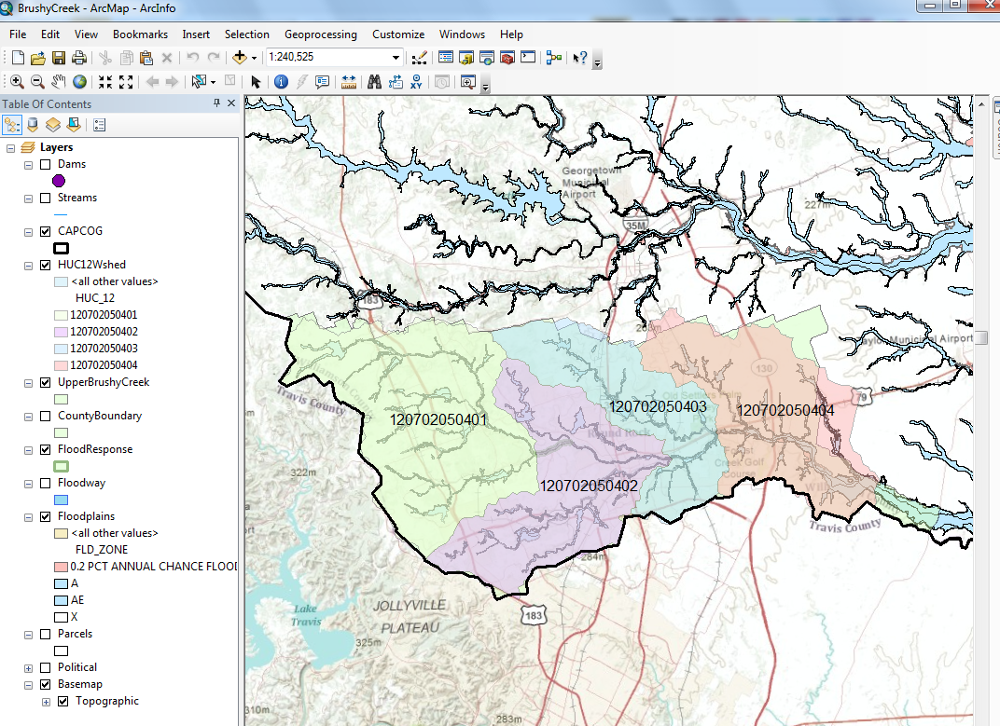 BrushyCreek - ArcMap - ArcInfo
File Edit View Bookmarks Insert Selection Geoprocessing Customize Windows Help
1:240,525
Table Of Contents
Layers
Dams
Streams
CAPCOG
HUC12Wshed
<all other values>
HUC_12
120702050401
120702050402
120702050403
120702050404
UpperBrushyCreek
CountyBoundary
FloodResponse
Floodway
Floodplains
<all other values>
FLD_ZONE
0.2 PCT ANNUAL CHANCE FLOOD
A
AE
X
Parcels
Political
Basemap
Topographic
Georgetown
Municipal
Airport
227m
35M
183
Municipal Airport
130
79
Travis County
120702050401
120702050403
120702050404
Round Rock
Creek Golf
322m
120702050402
Travis County
284m
Lake
Travis
JOLLYVILLE
PLATEAU
183
325m
310m
283m